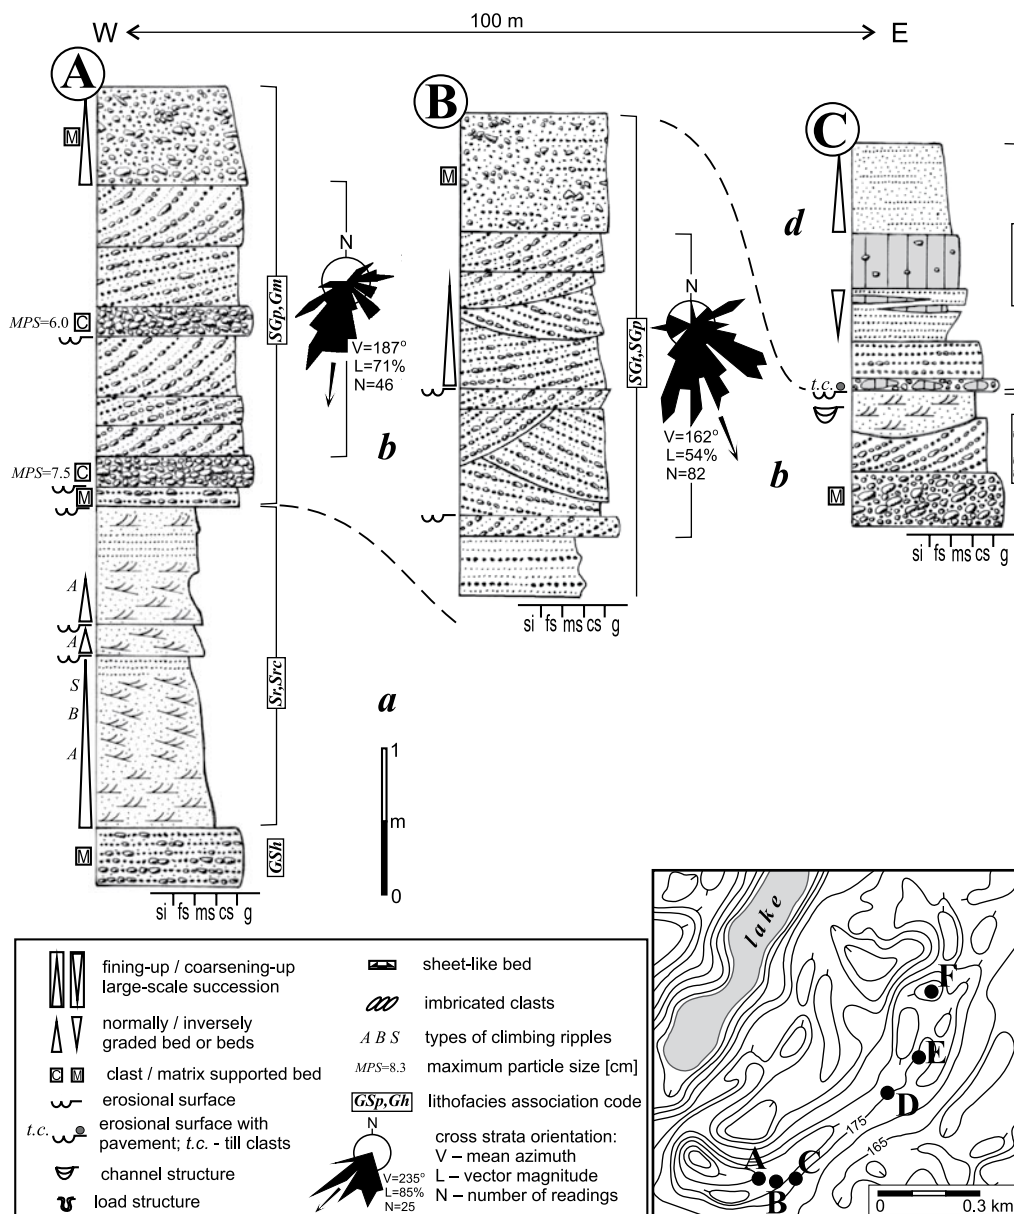 W 100 m E
A
M
MPS=6.0 C
MPS=7.5 C
M
A
A
S
B
A
M
SGp,Gm
Sr,Src
GSh
si fs ms cs g
N
V=187°
L=71%
N=46
b
a
1
m
0
B
M
SGt,SGp
si fs ms cs g
N
V=162°
L=54%
N=82
b
C
d
t.c.
M
si fs ms cs g
fining-up / coarsening-up
large-scale succession
normally / inversely
graded bed or beds
C M clast / matrix supported bed
erosional surface
t.c. erosional surface with
pavement; t.c. - till clasts
channel structure
load structure
sheet-like bed
imbricated clasts
A B S types of climbing ripples
MPS=8.3 maximum particle size [cm]
GSp,Gh lithofacies association code
N
V=235°
L=85%
N=25
cross strata orientation:
V – mean azimuth
L – vector magnitude
N – number of readings
lake
F
E
D
175
165
A
B
C
0 0.3 km